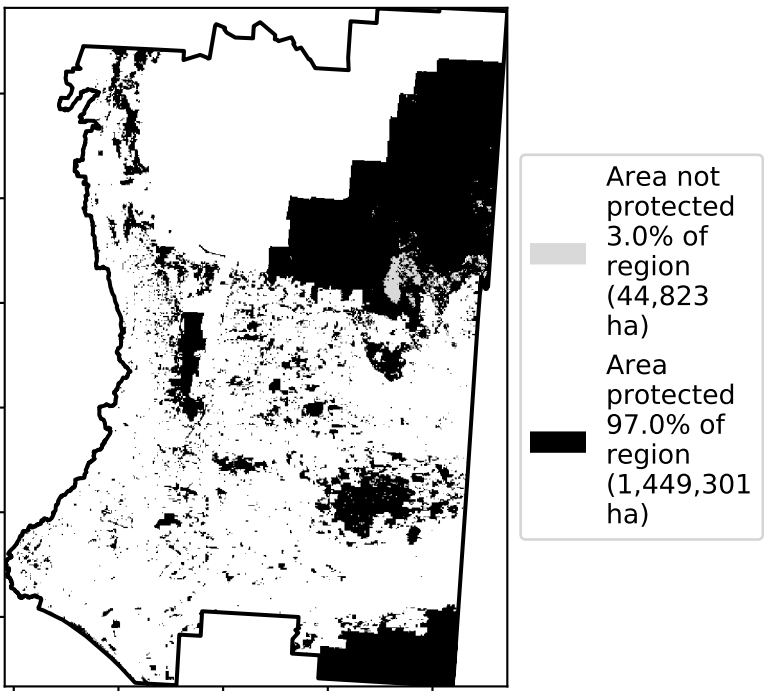 Area not
protected
3.0% of
region
(44,823
ha)
Area
protected
97.0% of
region
(1,449,301
ha)